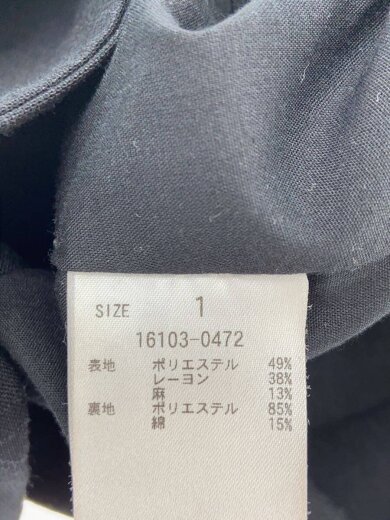 SIZE 1
16103-0472
表地 ポリエステル 49%
レーヨン 38%
麻 13%
裏地 ポリエステル 85%
綿 15%